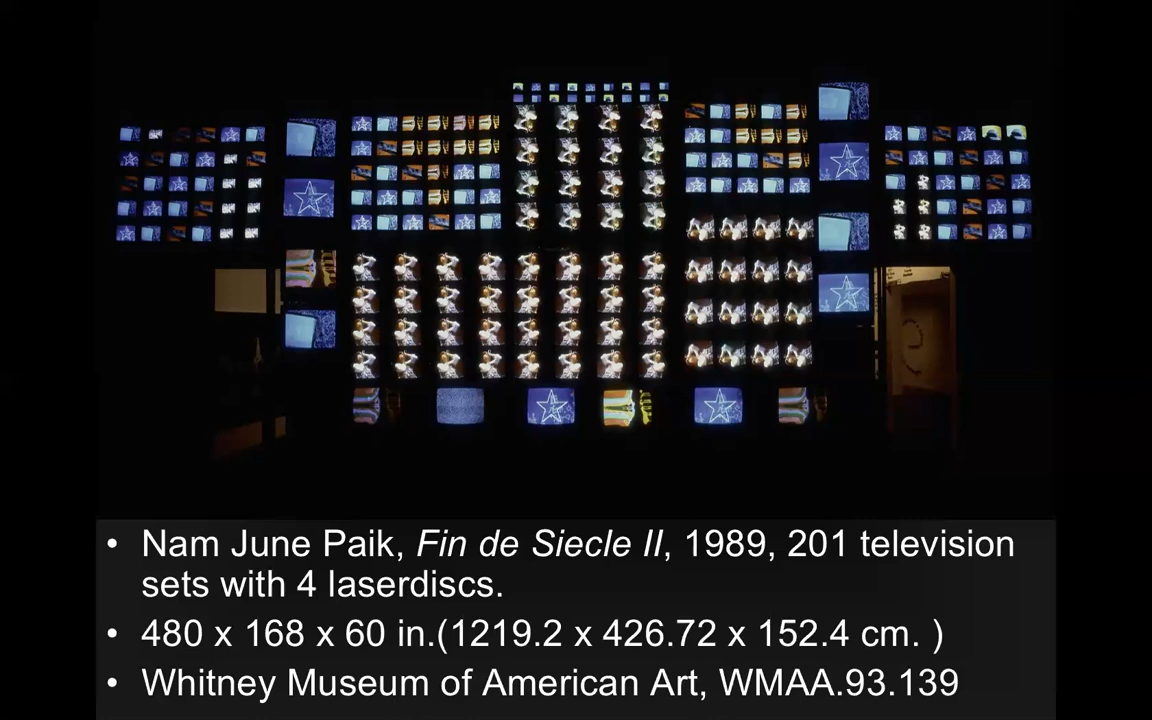 • Nam June Paik, Fin de Siecle II, 1989, 201 television
sets with 4 laserdiscs.
• 480 x 168 x 60 in.(1219.2 x 426.72 x 152.4 cm. )
• Whitney Museum of American Art, WMAA.93.139